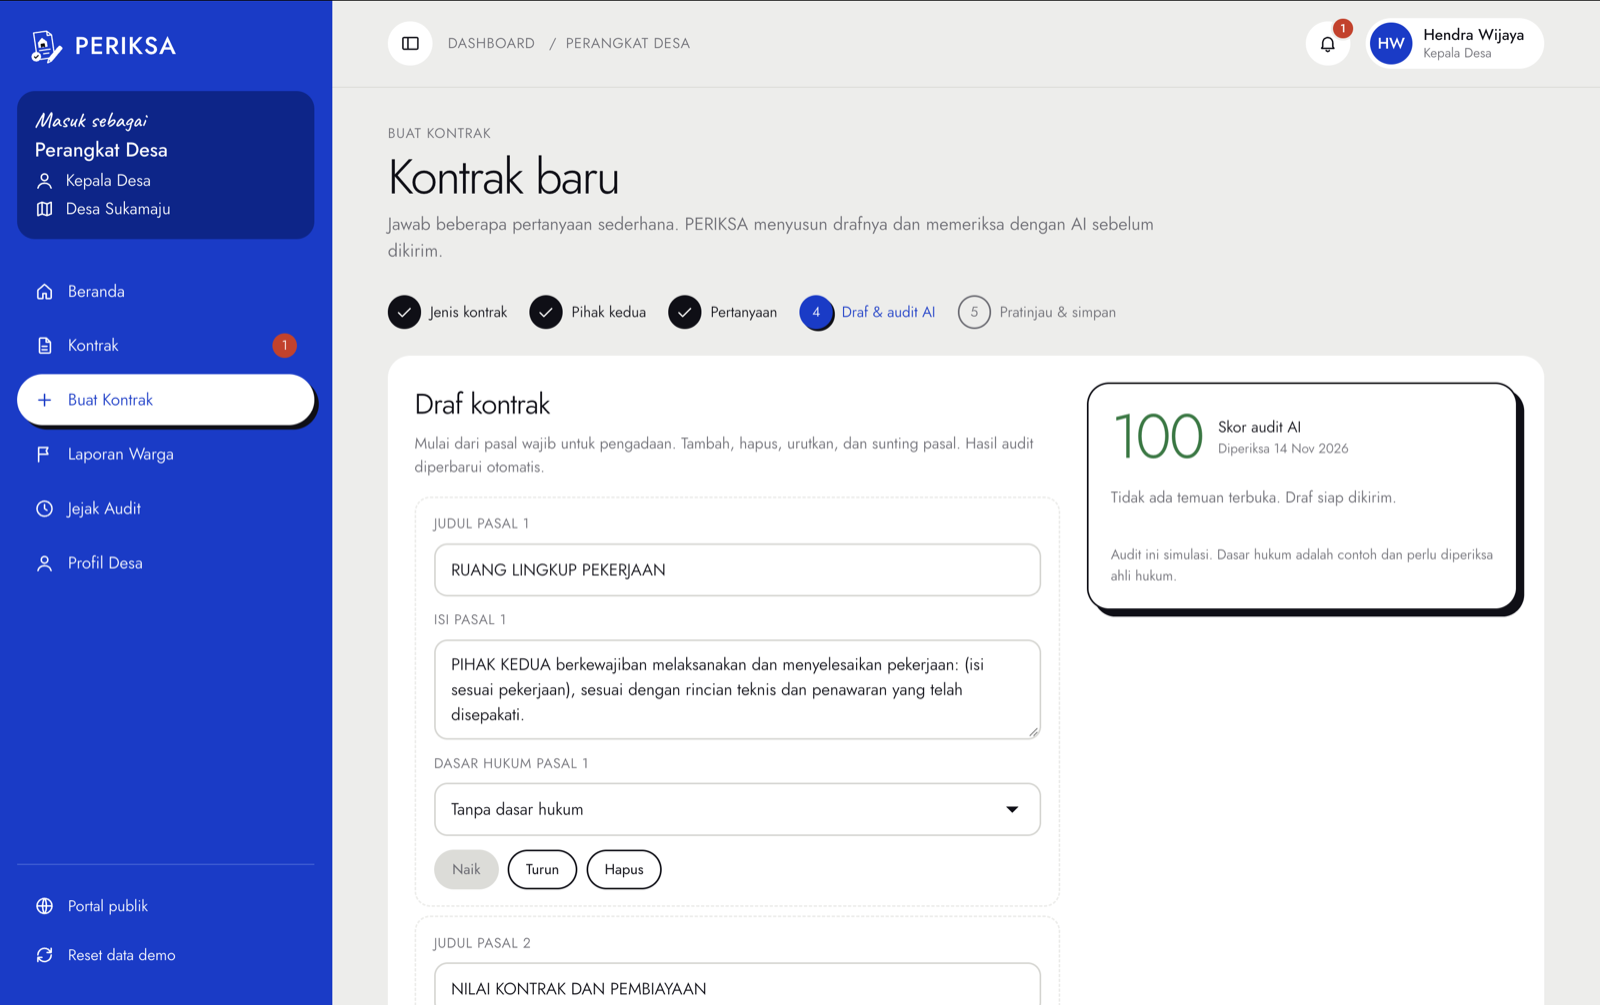 PERIKSA
Masuk sebagai
Perangkat Desa
Kepala Desa
Desa Sukamaju
Beranda
Kontrak
1
Buat Kontrak
Laporan Warga
Jejak Audit
Profil Desa
Portal publik
Reset data demo
DASHBOARD / PERANGKAT DESA
1
HW
Hendra Wijaya
Kepala Desa
BUAT KONTRAK
Kontrak baru
Jawab beberapa pertanyaan sederhana. PERIKSA menyusun drafnya dan memeriksa dengan AI sebelum
dikirim.
Jenis kontrak
Pihak kedua
Pertanyaan
4 Draf & audit AI
5 Pratinjau & simpan
Draf kontrak
Mulai dari pasal wajib untuk pengadaan. Tambah, hapus, urutkan, dan sunting pasal. Hasil audit
diperbarui otomatis.
JUDUL PASAL 1
RUANG LINGKUP PEKERJAAN
ISI PASAL 1
PIHAK KEDUA berkewajiban melaksanakan dan menyelesaikan pekerjaan: (isi
sesuai pekerjaan), sesuai dengan rincian teknis dan penawaran yang telah
disepakati.
DASAR HUKUM PASAL 1
Tanpa dasar hukum
Naik
Turun
Hapus
JUDUL PASAL 2
NILAI KONTRAK DAN PEMBIAYAAN
100
Skor audit AI
Diperiksa 14 Nov 2026
Tidak ada temuan terbuka. Draf siap dikirim.
Audit ini simulasi. Dasar hukum adalah contoh dan perlu diperiksa
ahli hukum.